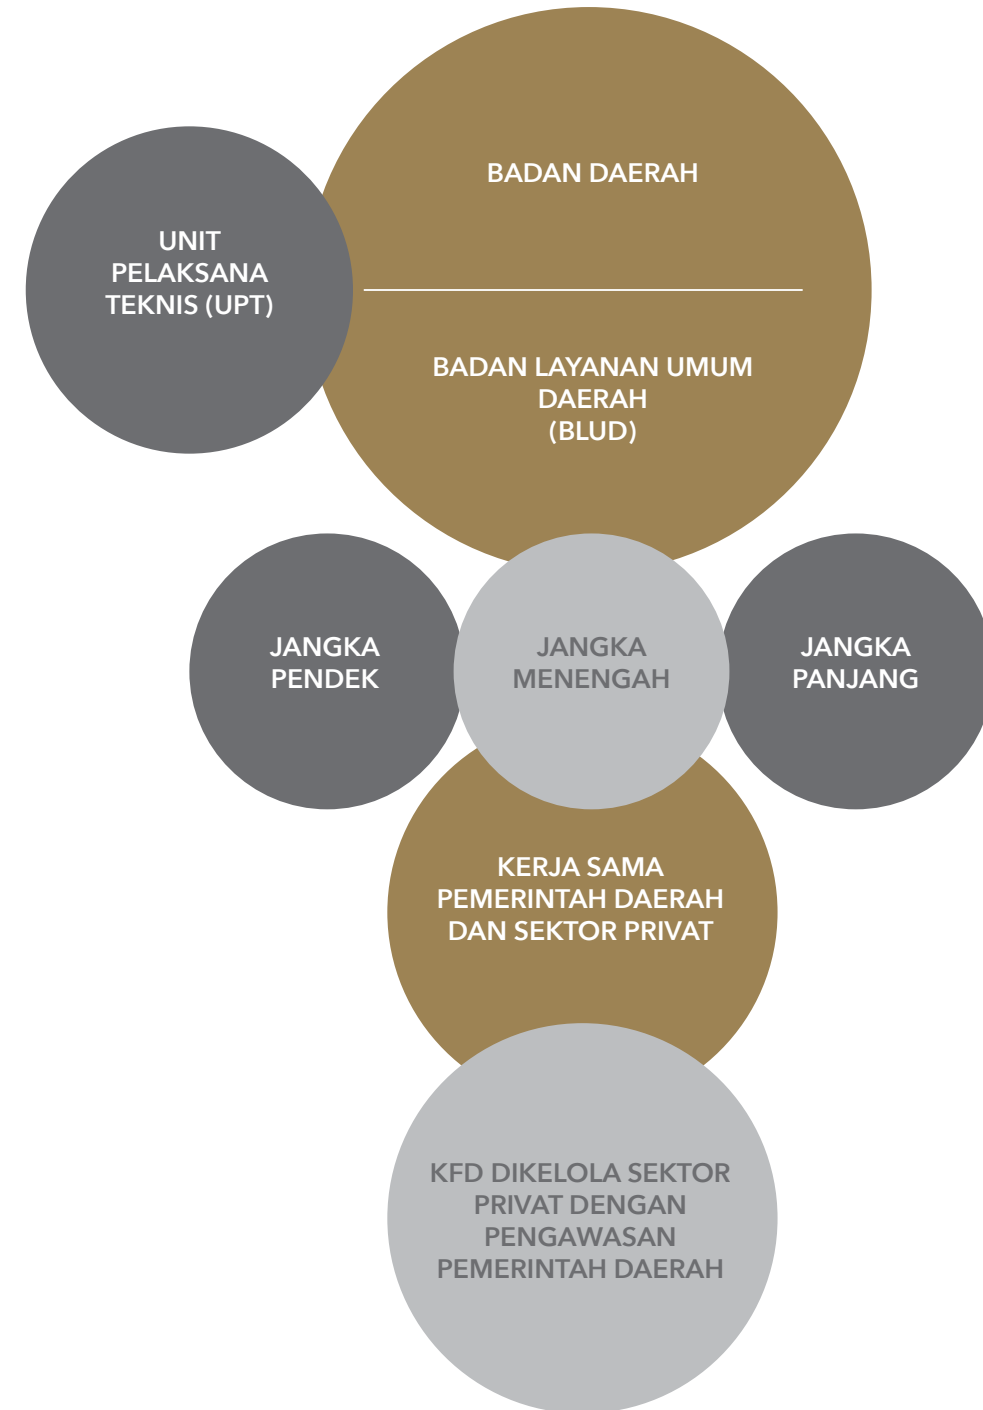 BADAN DAERAH
UNIT
PELAKSANA
TEKNIS (UPT)
BADAN LAYANAN UMUM
DAERAH
(BLUD)
JANGKA
PENDEK
JANGKA
MENENGAH
JANGKA
PANJANG
KERJA SAMA
PEMERINTAH DAERAH
DAN SEKTOR PRIVAT
KFD DIKELOLA SEKTOR
PRIVAT DENGAN
PENGAWASAN
PEMERINTAH DAERAH